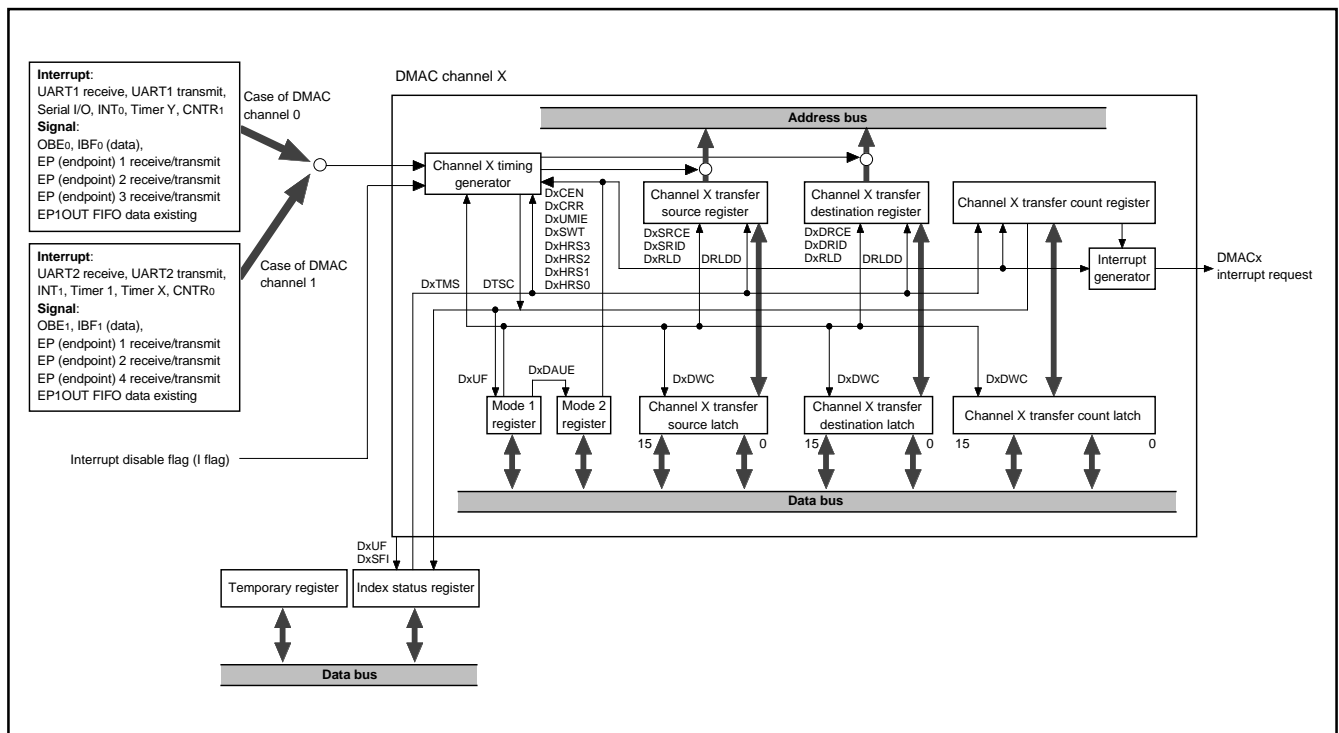 DMAC channel X
Interrupt:
UART1 receive, UART1 transmit,
Serial I/O, INT0, Timer Y, CNTR1
Signal:
OBE0, IBF0 (data),
EP (endpoint) 1 receive/transmit
EP (endpoint) 2 receive/transmit
EP (endpoint) 3 receive/transmit
EP1OUT FIFO data existing
Case of DMAC
channel 0
Interrupt:
UART2 receive, UART2 transmit,
INT1, Timer 1, Timer X, CNTR0
Signal:
OBE1, IBF1 (data),
EP (endpoint) 1 receive/transmit
EP (endpoint) 2 receive/transmit
EP (endpoint) 4 receive/transmit
EP1OUT FIFO data existing
Case of DMAC
channel 1
Interrupt disable flag (I flag)
Address bus
Channel X timing
generator
DxCEN
DxCRR
DxUMIE
DxSWT
DxHRS3
DxHRS2
DxHRS1
DxHRS0
Channel X transfer
source register
DxSRCE
DxSRID
DxRLD
DRLDD
Channel X transfer
destination register
DxDRCE
DxDRID
DxRLD
DRLDD
Channel X transfer count register
Interrupt
generator
DMACx
interrupt request
DxTMS
DTSC
DxUF
DxDAUE
DxDWC
DxDWC
DxDWC
Mode 1
register
Mode 2
register
Channel X transfer
source latch
15
0
Channel X transfer
destination latch
15
0
Channel X transfer count latch
15
0
Data bus
DxUF
DxSFI
Temporary register
Index status register
Data bus